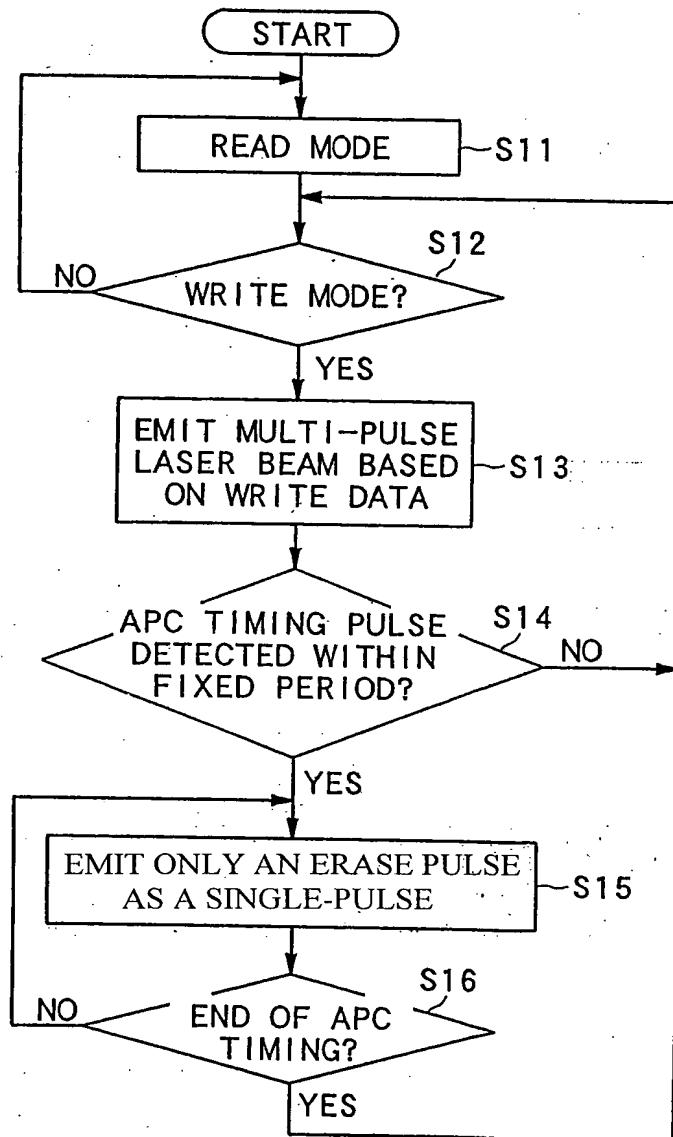 START
READ MODE
S11
S12
NO
WRITE MODE?
YES
EMIT MULTI-PULSE
LASER BEAM BASED
ON WRITE DATA
S13
S14
APC TIMING PULSE
DETECTED WITHIN
FIXED PERIOD?
NO
YES
EMIT ONLY AN ERASE PULSE
AS A SINGLE-PULSE
S15
S16
NO
END OF APC
TIMING?
YES